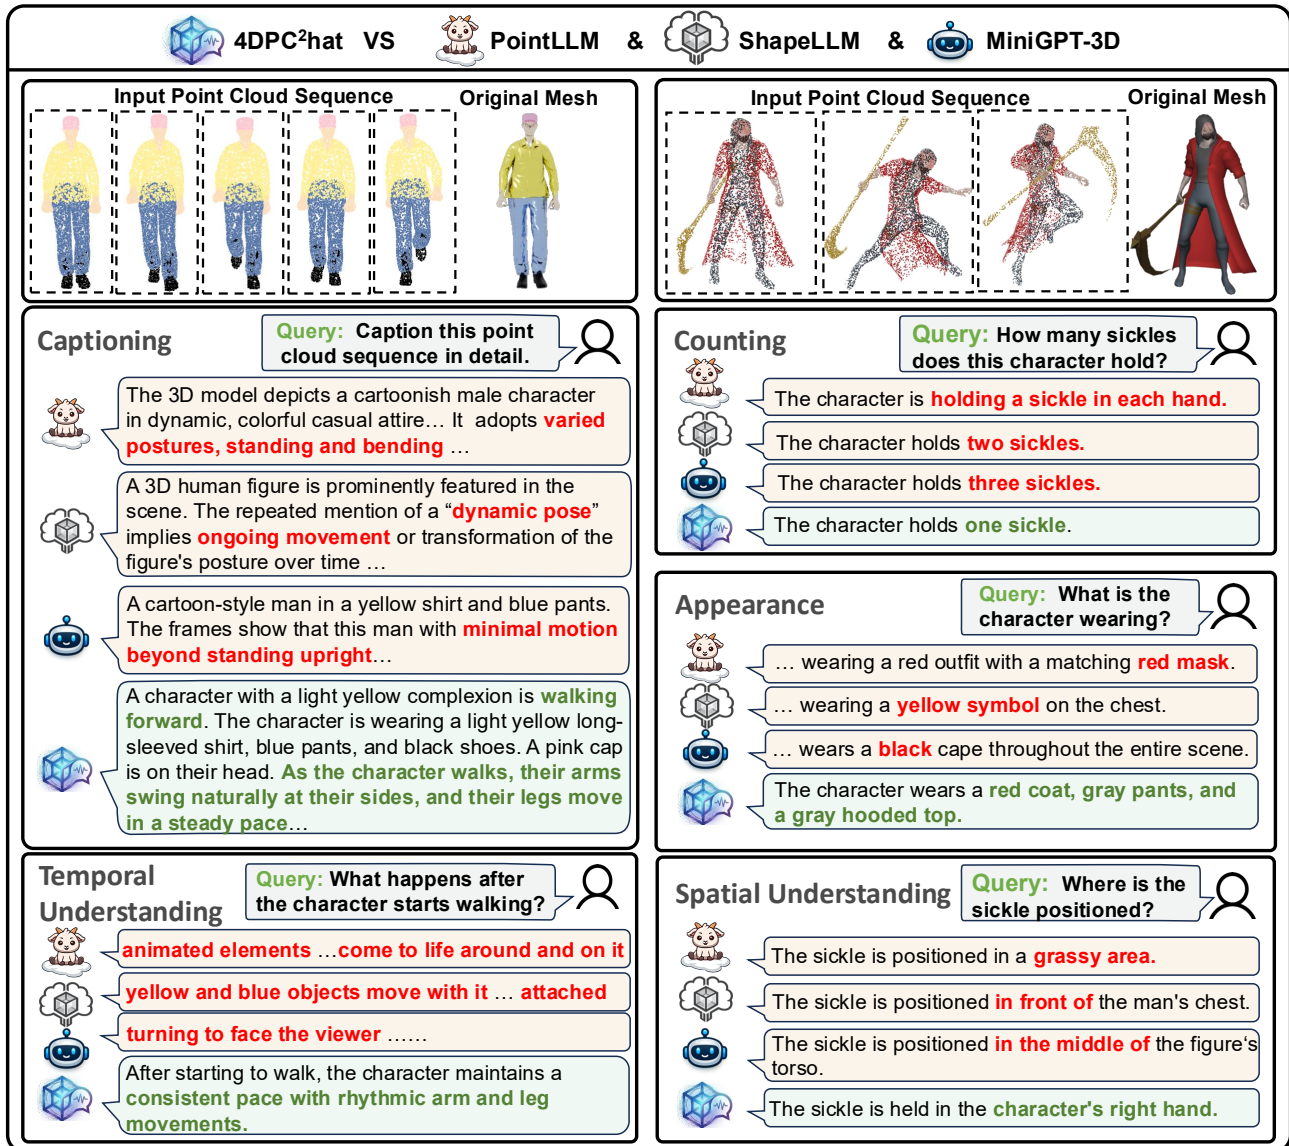 4DPC²hat VS PointLLM & ShapeLLM & MiniGPT-3D
Input Point Cloud Sequence Original Mesh
Input Point Cloud Sequence Original Mesh
Captioning
Query: Caption this point
cloud sequence in detail.
The 3D model depicts a cartoonish male character
in dynamic, colorful casual attire… It adopts varied
postures, standing and bending …
A 3D human figure is prominently featured in the
scene. The repeated mention of a “dynamic pose”
implies ongoing movement or transformation of the
figure's posture over time …
A cartoon-style man in a yellow shirt and blue pants.
The frames show that this man with minimal motion
beyond standing upright…
A character with a light yellow complexion is walking
forward. The character is wearing a light yellow long-
sleeved shirt, blue pants, and black shoes. A pink cap
is on their head. As the character walks, their arms
swing naturally at their sides, and their legs move
in a steady pace…
Temporal
Understanding
Query: What happens after
the character starts walking?
animated elements …come to life around and on it
yellow and blue objects move with it … attached
turning to face the viewer ……
After starting to walk, the character maintains a
consistent pace with rhythmic arm and leg
movements.
Counting
Query: How many sickles
does this character hold?
The character is holding a sickle in each hand.
The character holds two sickles.
The character holds three sickles.
The character holds one sickle.
Appearance
Query: What is the
character wearing?
… wearing a red outfit with a matching red mask.
… wearing a yellow symbol on the chest.
… wears a black cape throughout the entire scene.
The character wears a red coat, gray pants, and
a gray hooded top.
Spatial Understanding
Query: Where is the
sickle positioned?
The sickle is positioned in a grassy area.
The sickle is positioned in front of the man's chest.
The sickle is positioned in the middle of the figure‘s
torso.
The sickle is held in the character's right hand.